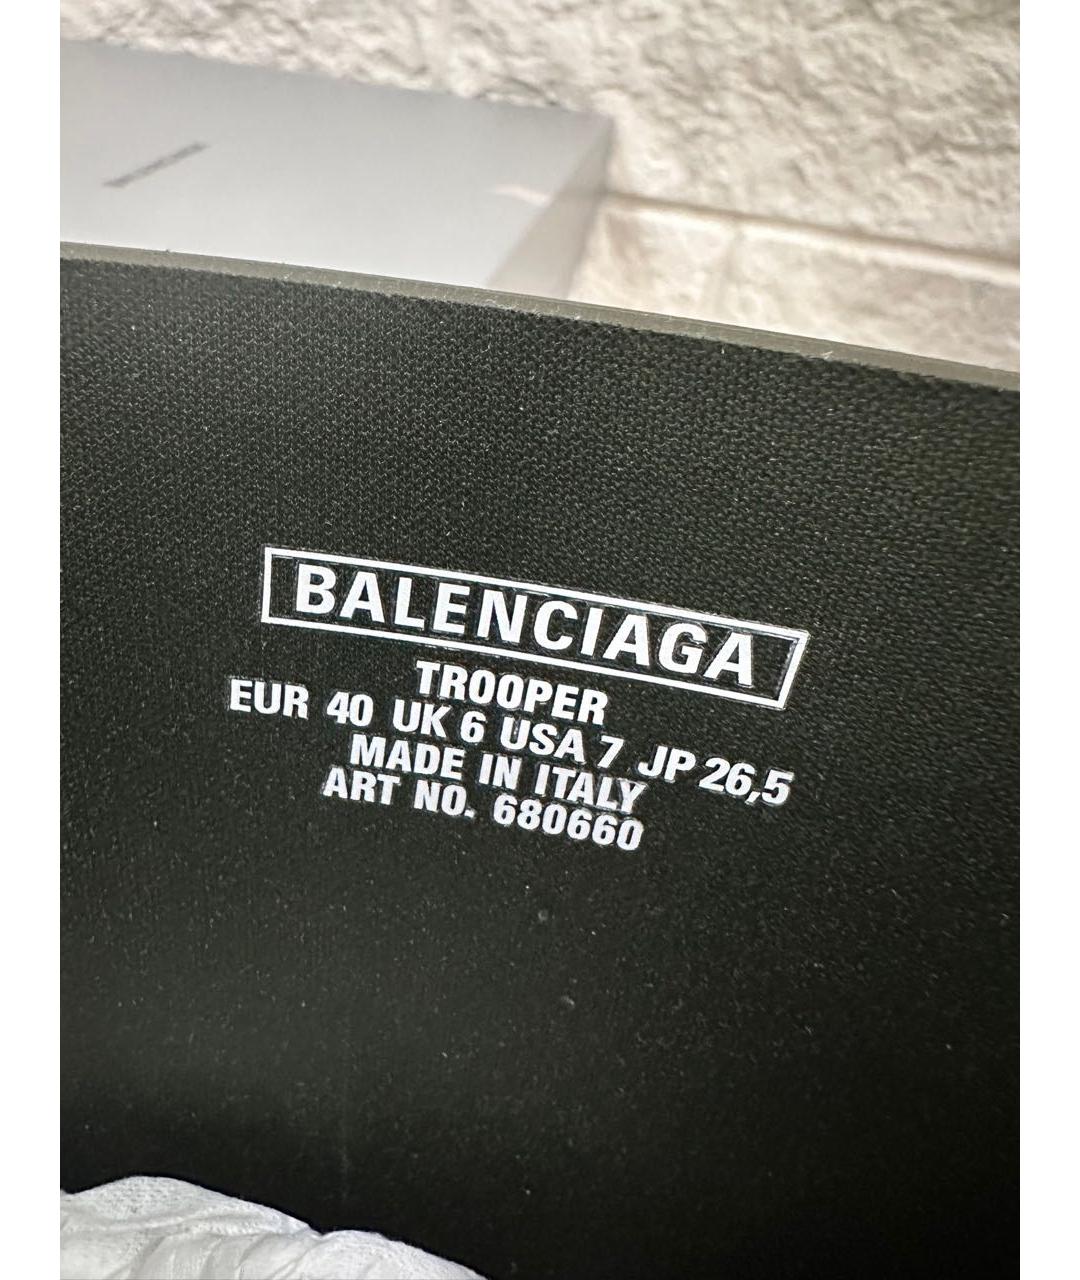 BALENCIAGA
TROOPER
EUR 40 UK 6 USA 7 JP 26,5
MADE IN ITALY
ART NO. 680660